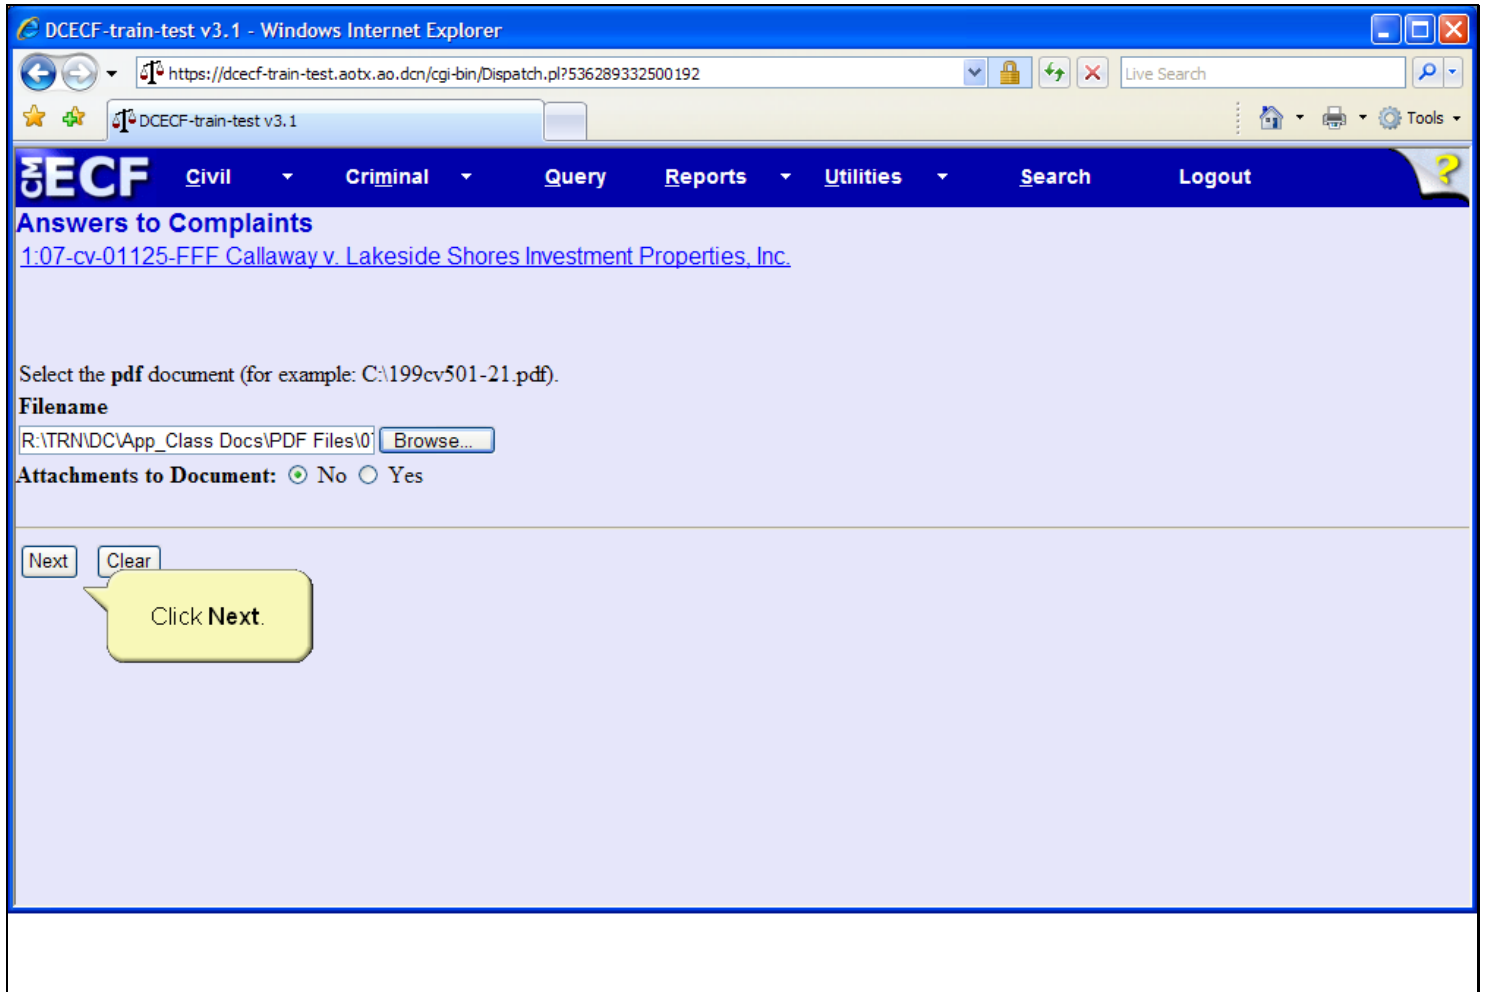 DCECF-train-test v3.1 - Windows Internet Explorer
https://dcecf-train-test.aotx.ao.dcn/cgi-bin/Dispatch.pl?536289332500192
Live Search
DCECF-train-test v3.1
Tools
CM ECF Civil Criminal Query Reports Utilities Search Logout ?
Answers to Complaints
1:07-cv-01125-FFF Callaway v. Lakeside Shores Investment Properties, Inc.
Select the pdf document (for example: C:\199cv501-21.pdf).
Filename
R:\TRN\DC\App_Class Docs\PDF Files\07 Browse...
Attachments to Document: No Yes
Next Clear
Click Next.